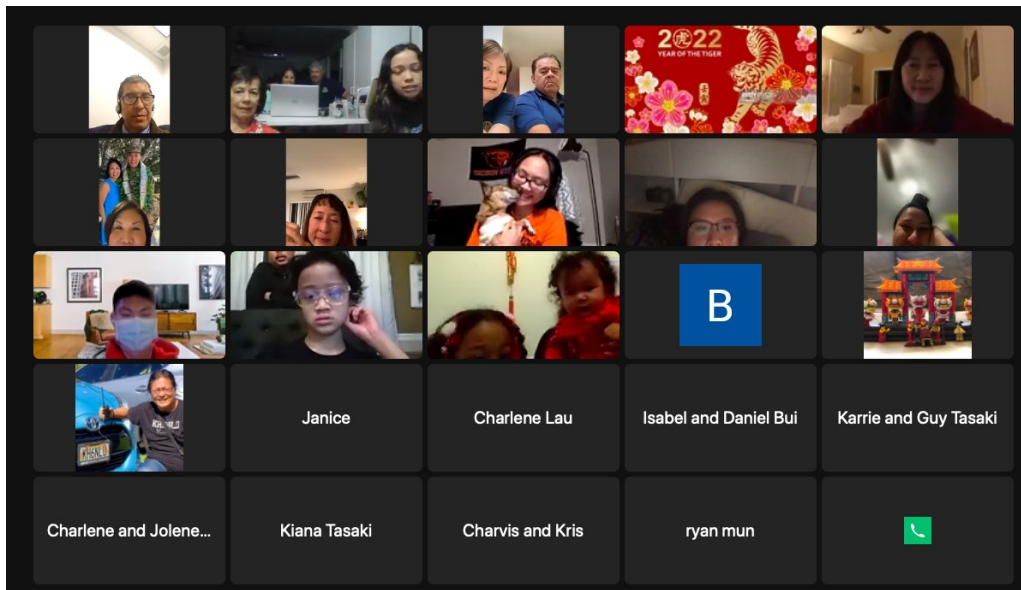 2022
YEAR OF THE TIGER
B
Janice
Charlene Lau
Isabel and Daniel Bui
Karrie and Guy Tasaki
Charlene and Jolene...
Kiana Tasaki
Charvis and Kris
ryan mun